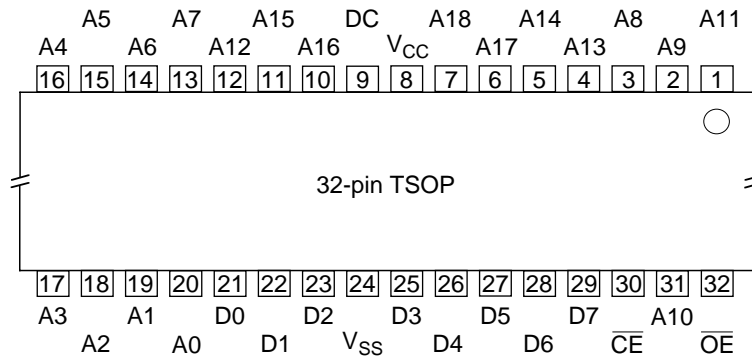 A5 A7 A15 DC A18 A14 A8 A11
A4 A6 A12 A16 VCC A17 A13 A9
16 15 14 13 12 11 10 9 8 7 6 5 4 3 2 1
32-pin TSOP
17 18 19 20 21 22 23 24 25 26 27 28 29 30 31 32
A3 A1 D0 D2 D3 D5 D7 C̅E̅ A10 O̅E̅
A2 A0 D1 VSS D4 D6